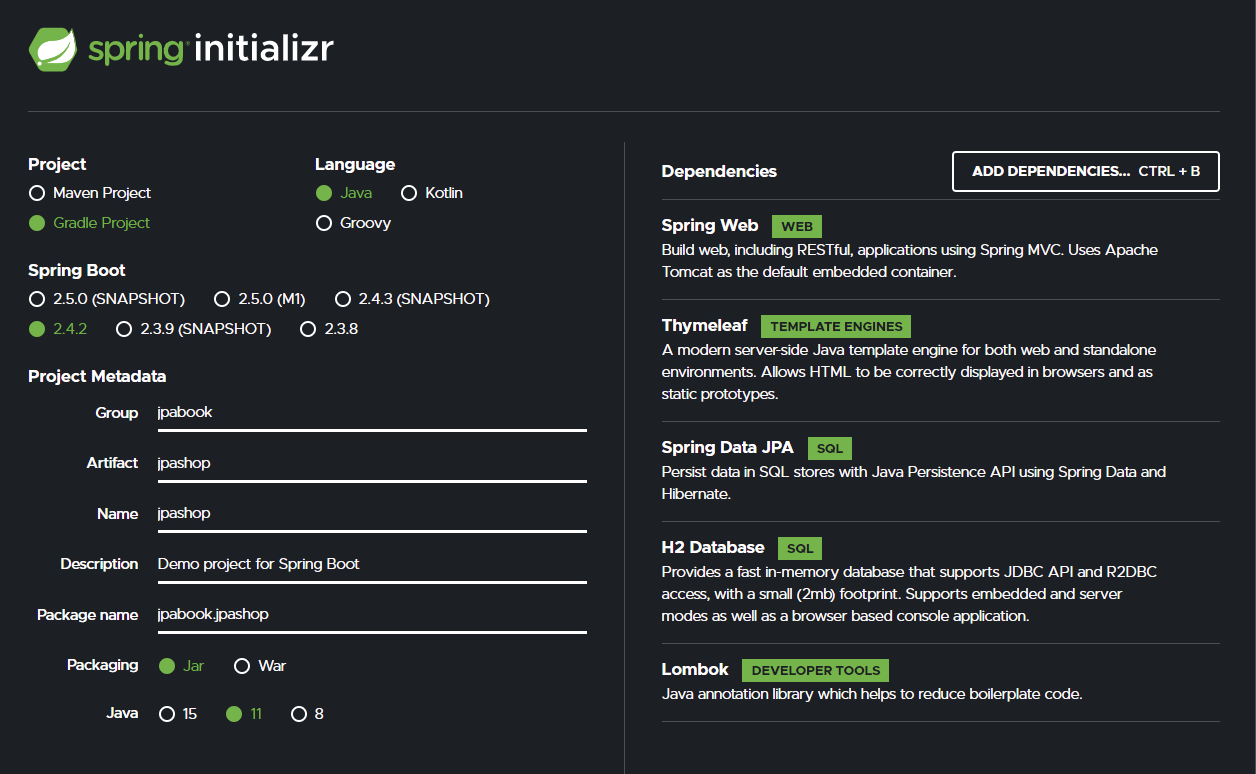 spring initializr
Project
Maven Project
Gradle Project
Language
Java Kotlin
Groovy
Spring Boot
2.5.0 (SNAPSHOT) 2.5.0 (M1) 2.4.3 (SNAPSHOT)
2.4.2 2.3.9 (SNAPSHOT) 2.3.8
Project Metadata
Group jpabook
Artifact jpashop
Name jpashop
Description Demo project for Spring Boot
Package name jpabook.jpashop
Packaging Jar War
Java 15 11 8
Dependencies ADD DEPENDENCIES... CTRL + B
Spring Web WEB
Build web, including RESTful, applications using Spring MVC. Uses Apache
Tomcat as the default embedded container.
Thymeleaf TEMPLATE ENGINES
A modern server-side Java template engine for both web and standalone
environments. Allows HTML to be correctly displayed in browsers and as
static prototypes.
Spring Data JPA SQL
Persist data in SQL stores with Java Persistence API using Spring Data and
Hibernate.
H2 Database SQL
Provides a fast in-memory database that supports JDBC API and R2DBC
access, with a small (2mb) footprint. Supports embedded and server
modes as well as a browser based console application.
Lombok DEVELOPER TOOLS
Java annotation library which helps to reduce boilerplate code.